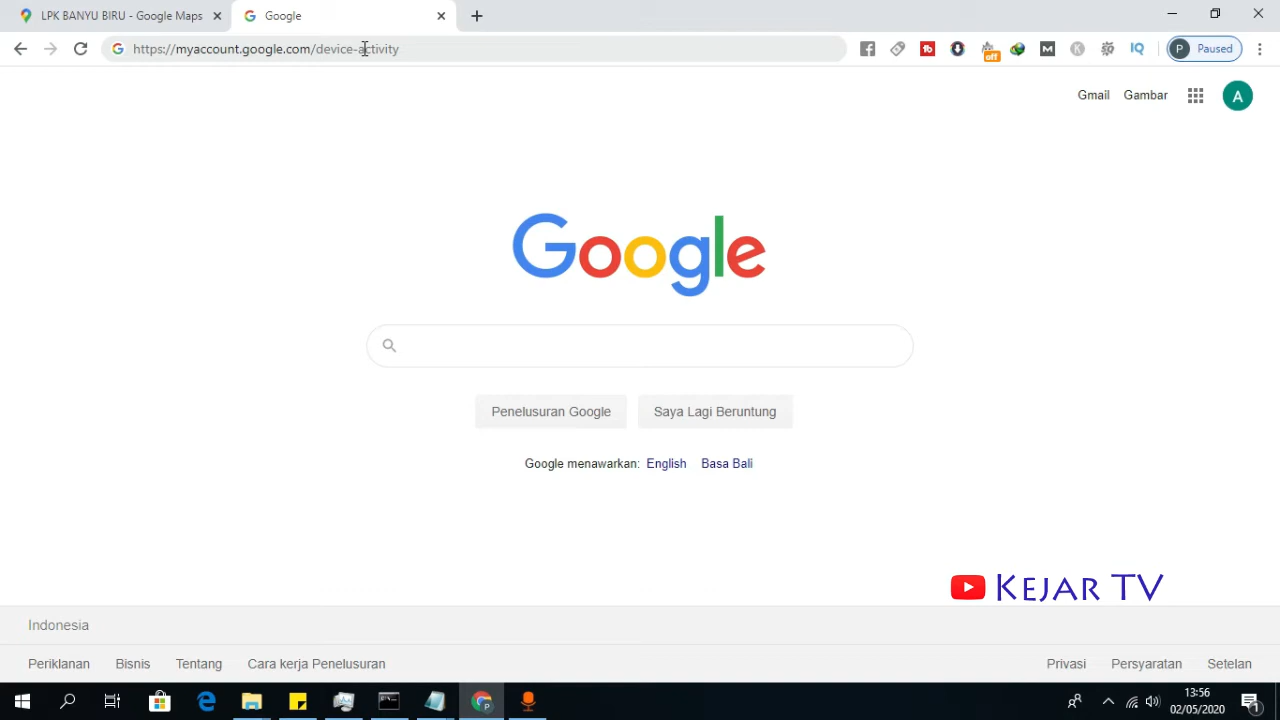 LPK BANYU BIRU - Google Maps
Google
https://myaccount.google.com/device-activity
off
P Paused
Gmail Gambar A
Google
Penelusuran Google Saya Lagi Beruntung
Google menawarkan: English Basa Bali
KEJAR TV
Indonesia
Periklanan Bisnis Tentang Cara kerja Penelusuran Privasi Persyaratan Setelan
13:56
02/05/2020
1